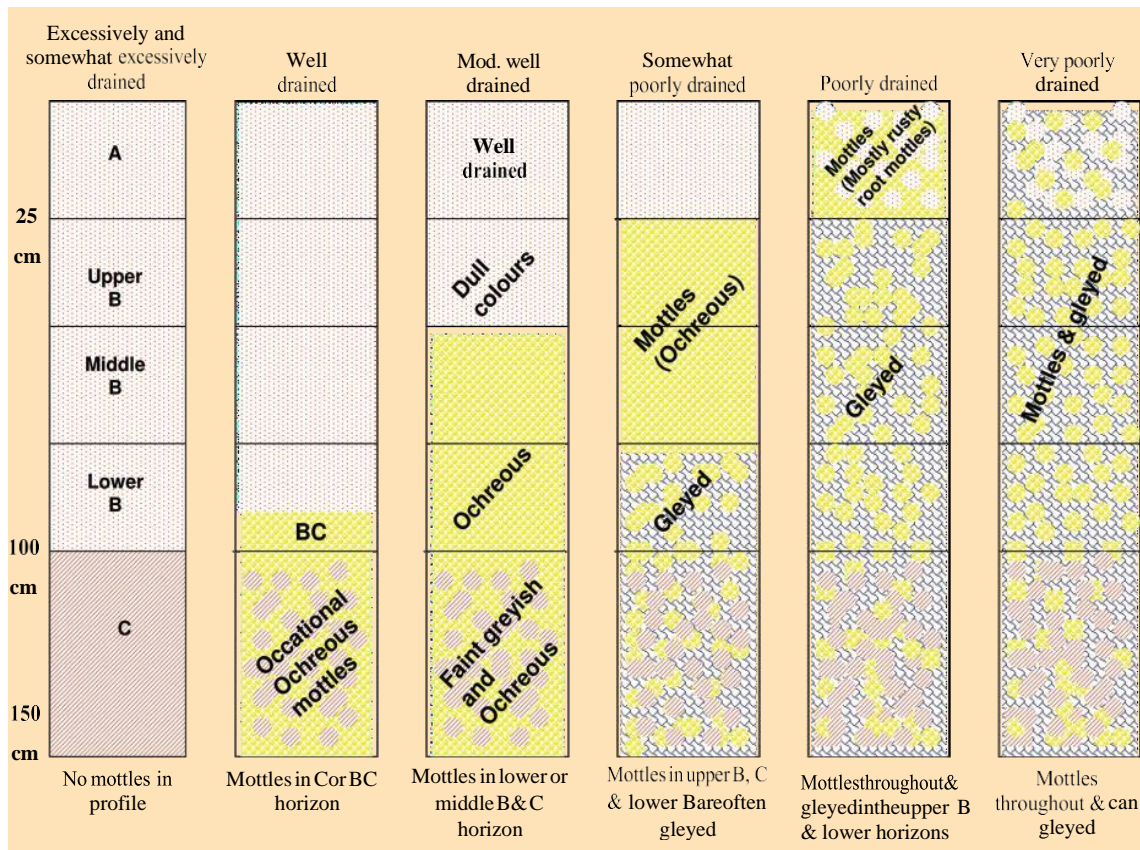 Excessively and
somewhat excessively
drained
Well
drained
Mod. well
drained
Somewhat
poorly drained
Poorly drained
Very poorly
drained
25
cm
100
cm
150
cm
A
Upper
B
Middle
B
Lower
B
C
BC
Occational
Ochreous
mottles
Well
drained
Dull
colours
Ochreous
Faint greyish
and
Ochreous
Mottles
(Ochreous)
Gleyed
Mottles
(Mostly rusty
root mottles)
Gleyed
Mottles & gleyed
No mottles in
profile
Mottles in Cor BC
horizon
Mottles in lower or
middle B& C
horizon
Mottles in upper B, C
& lower Bareoften
gleyed
Mottlesthroughout&
gleyedintheupper B
& lower horizons
Mottles
throughout & can
gleyed